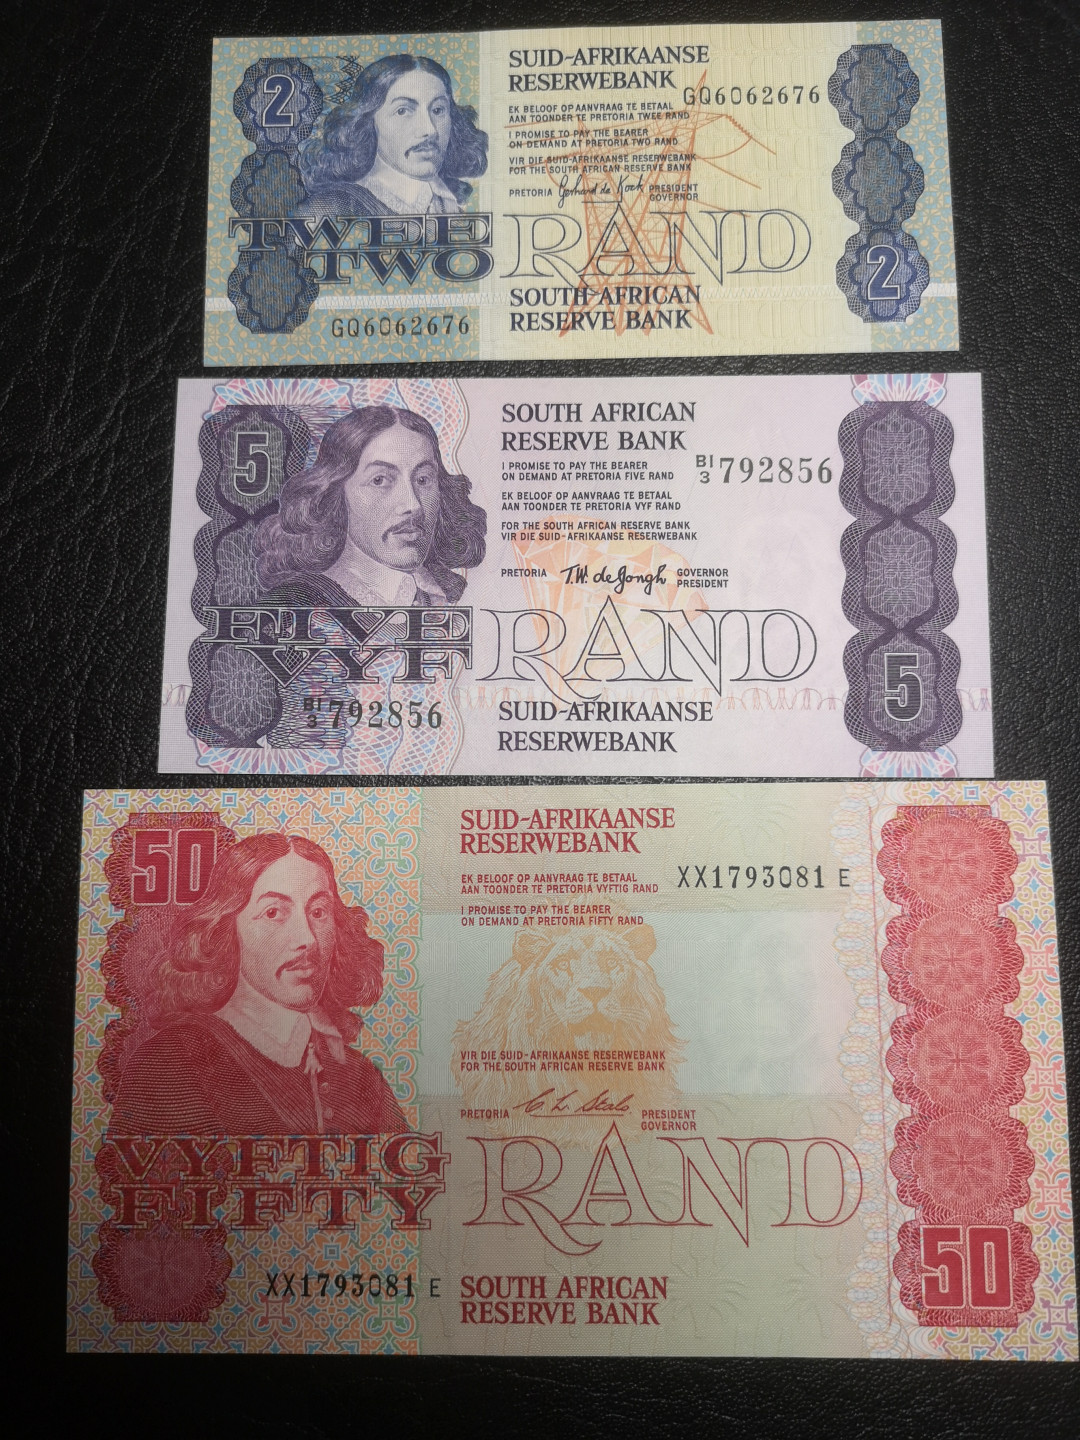 2
SUID-AFRIKAANSE
RESERWEBANK
GQ6062676
EK BELOOF OP AANVRAAG TE BETAAL
AAN TOONDER TE PRETORIA TWEE RAND
I PROMISE TO PAY THE BEARER
ON DEMAND AT PRETORIA TWO RAND
VIR DIE SUID-AFRIKAANSE RESERWEBANK
FOR THE SOUTH AFRICAN RESERVE BANK
PRETORIA Gerhard de Kock PRESIDENT
GOVERNOR
TWEE
TWO
RAND
2
SOUTH AFRICAN
RESERVE BANK
GQ6062676
5
SOUTH AFRICAN
RESERVE BANK
I PROMISE TO PAY THE BEARER
ON DEMAND AT PRETORIA FIVE RAND
BI/3 792856
EK BELOOF OP AANVRAAG TE BETAAL
AAN TOONDER TE PRETORIA VYF RAND
FOR THE SOUTH AFRICAN RESERVE BANK
VIR DIE SUID-AFRIKAANSE RESERWEBANK
PRETORIA T.W. de Jongh GOVERNOR
PRESIDENT
FIVE
VYF
RAND
5
BI/3 792856
SUID-AFRIKAANSE
RESERWEBANK
50
SUID-AFRIKAANSE
RESERWEBANK
EK BELOOF OP AANVRAAG TE BETAAL
AAN TOONDER TE PRETORIA VYFTIG RAND
XX1793081 E
I PROMISE TO PAY THE BEARER
ON DEMAND AT PRETORIA FIFTY RAND
VIR DIE SUID-AFRIKAANSE RESERWEBANK
FOR THE SOUTH AFRICAN RESERVE BANK
PRETORIA C. L. Stals PRESIDENT
GOVERNOR
VYFTIG
FIFTY
RAND
50
XX1793081 E
SOUTH AFRICAN
RESERVE BANK